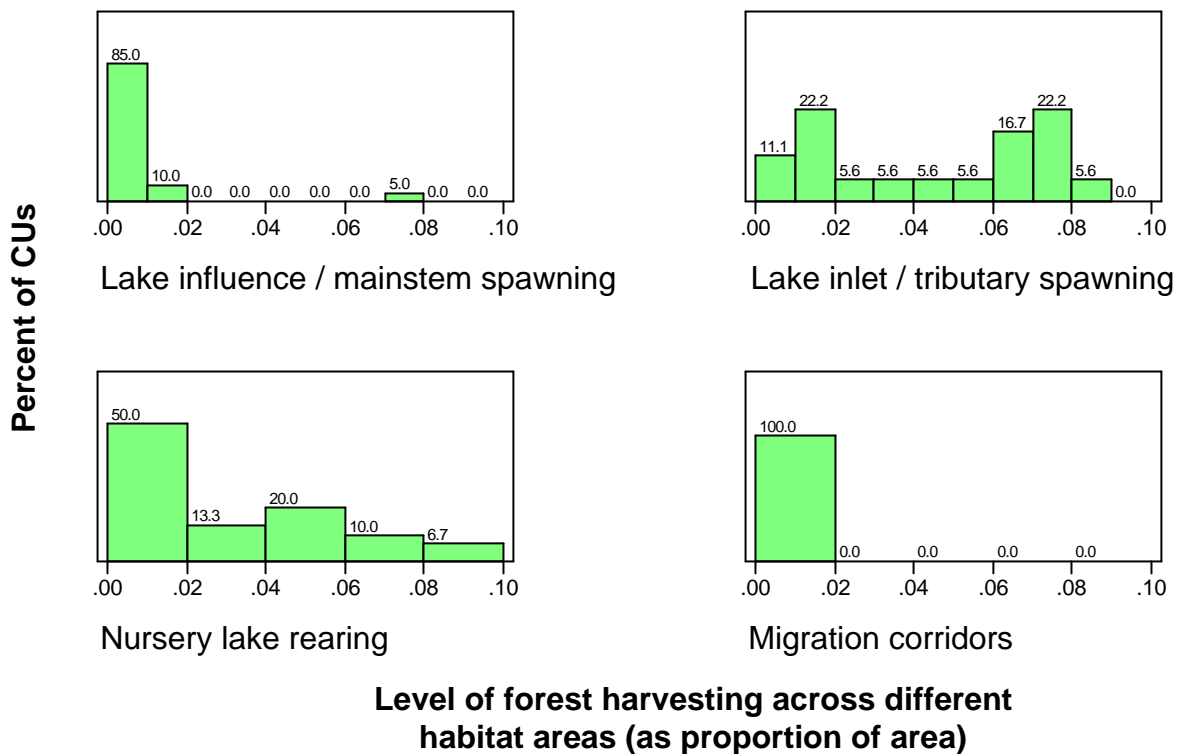 Percent of CUs
85.0
10.0
0.0 0.0 0.0 0.0 0.0 5.0 0.0 0.0
.00 .02 .04 .06 .08 .10
Lake influence / mainstem spawning
11.1 22.2 5.6 5.6 5.6 5.6 16.7 22.2 5.6 0.0
.00 .02 .04 .06 .08 .10
Lake inlet / tributary spawning
50.0
13.3 20.0 10.0 6.7
.00 .02 .04 .06 .08 .10
Nursery lake rearing
100.0
0.0 0.0 0.0 0.0
.00 .02 .04 .06 .08 .10
Migration corridors
Level of forest harvesting across different
habitat areas (as proportion of area)